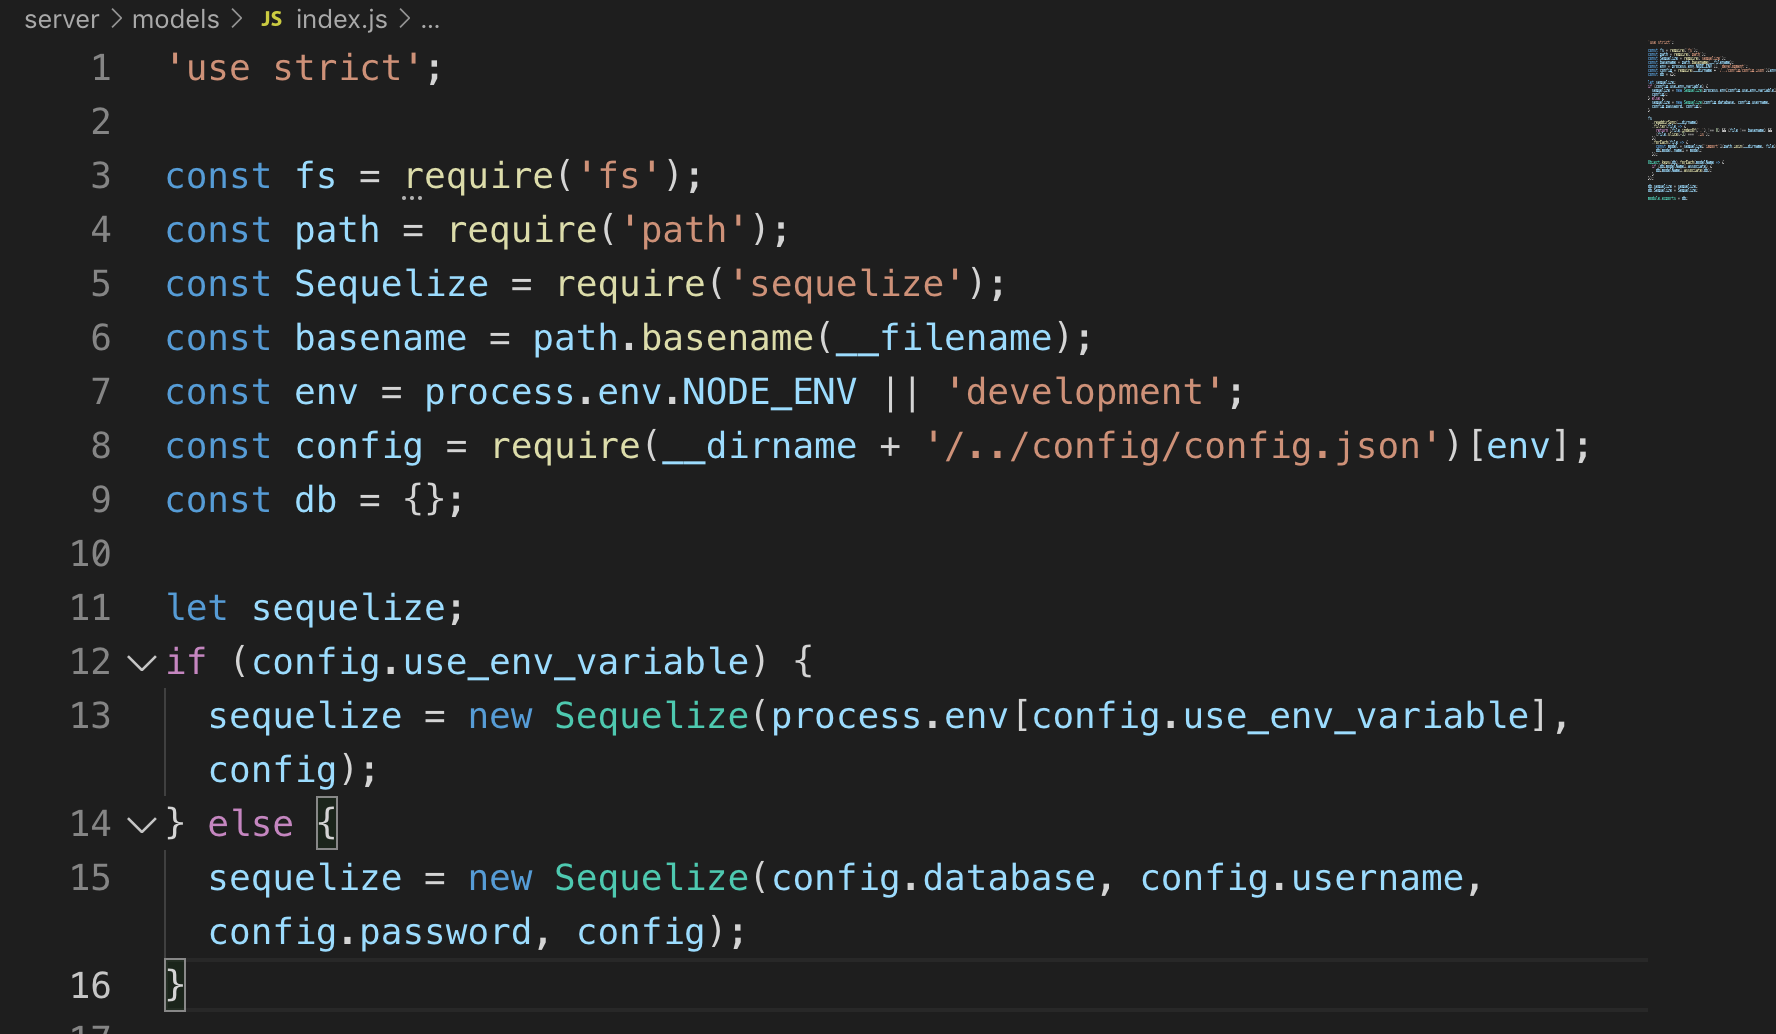 server > models > JS index.js > ...
1 'use strict';
2
3 const fs = require('fs');
4 const path = require('path');
5 const Sequelize = require('sequelize');
6 const basename = path.basename(__filename);
7 const env = process.env.NODE_ENV || 'development';
8 const config = require(__dirname + '/../config/config.json')[env];
9 const db = {};
10
11 let sequelize;
12 if (config.use_env_variable) {
13 sequelize = new Sequelize(process.env[config.use_env_variable],
config);
14 } else {
15 sequelize = new Sequelize(config.database, config.username,
config.password, config);
16 }
17